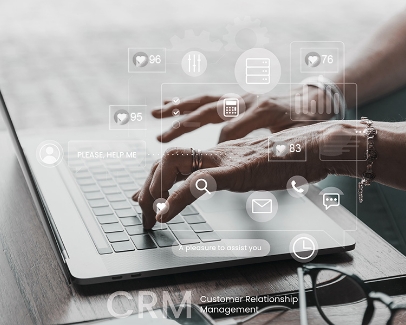 96
76
95
PLEASE, HELP ME
83
A pleasure to assist you
CRM
Customer Relationship
Management